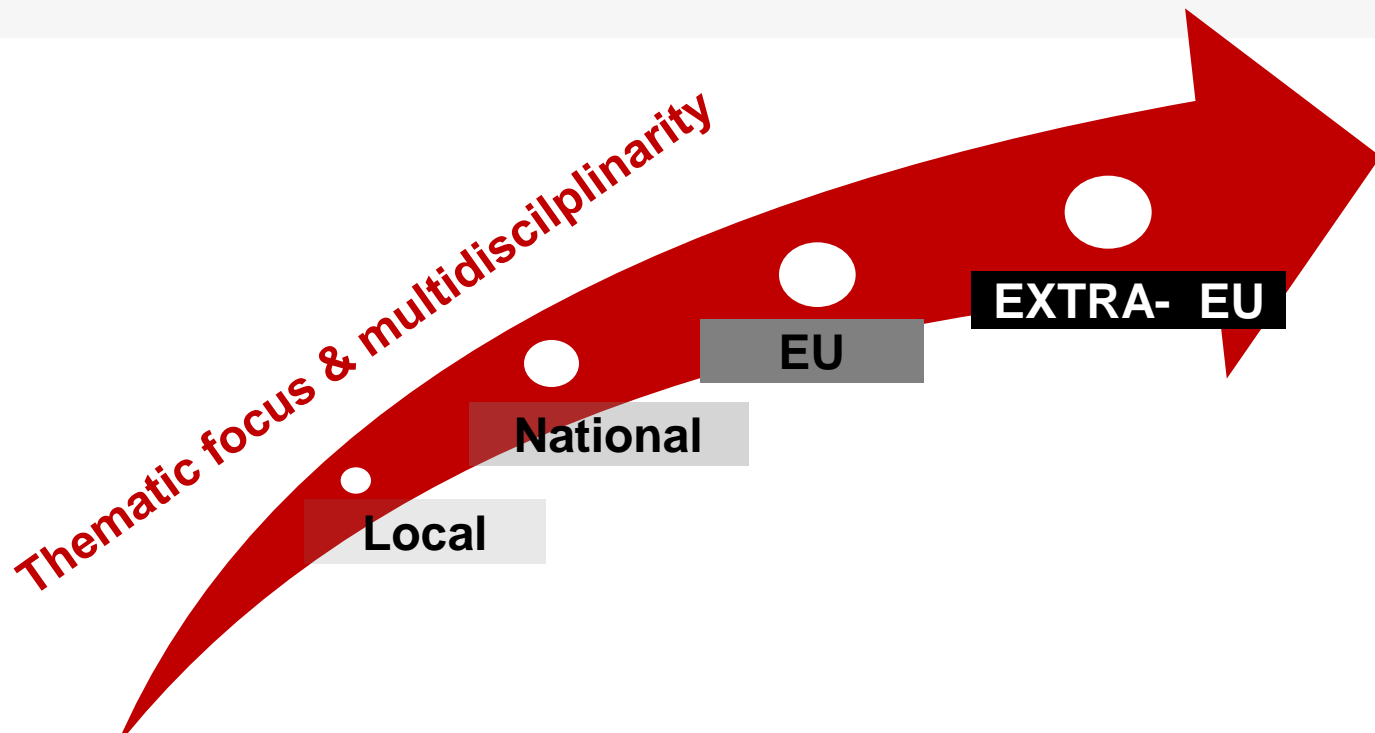 Thematic focus & multidiscilplinarity
EXTRA- EU
EU
National
Local